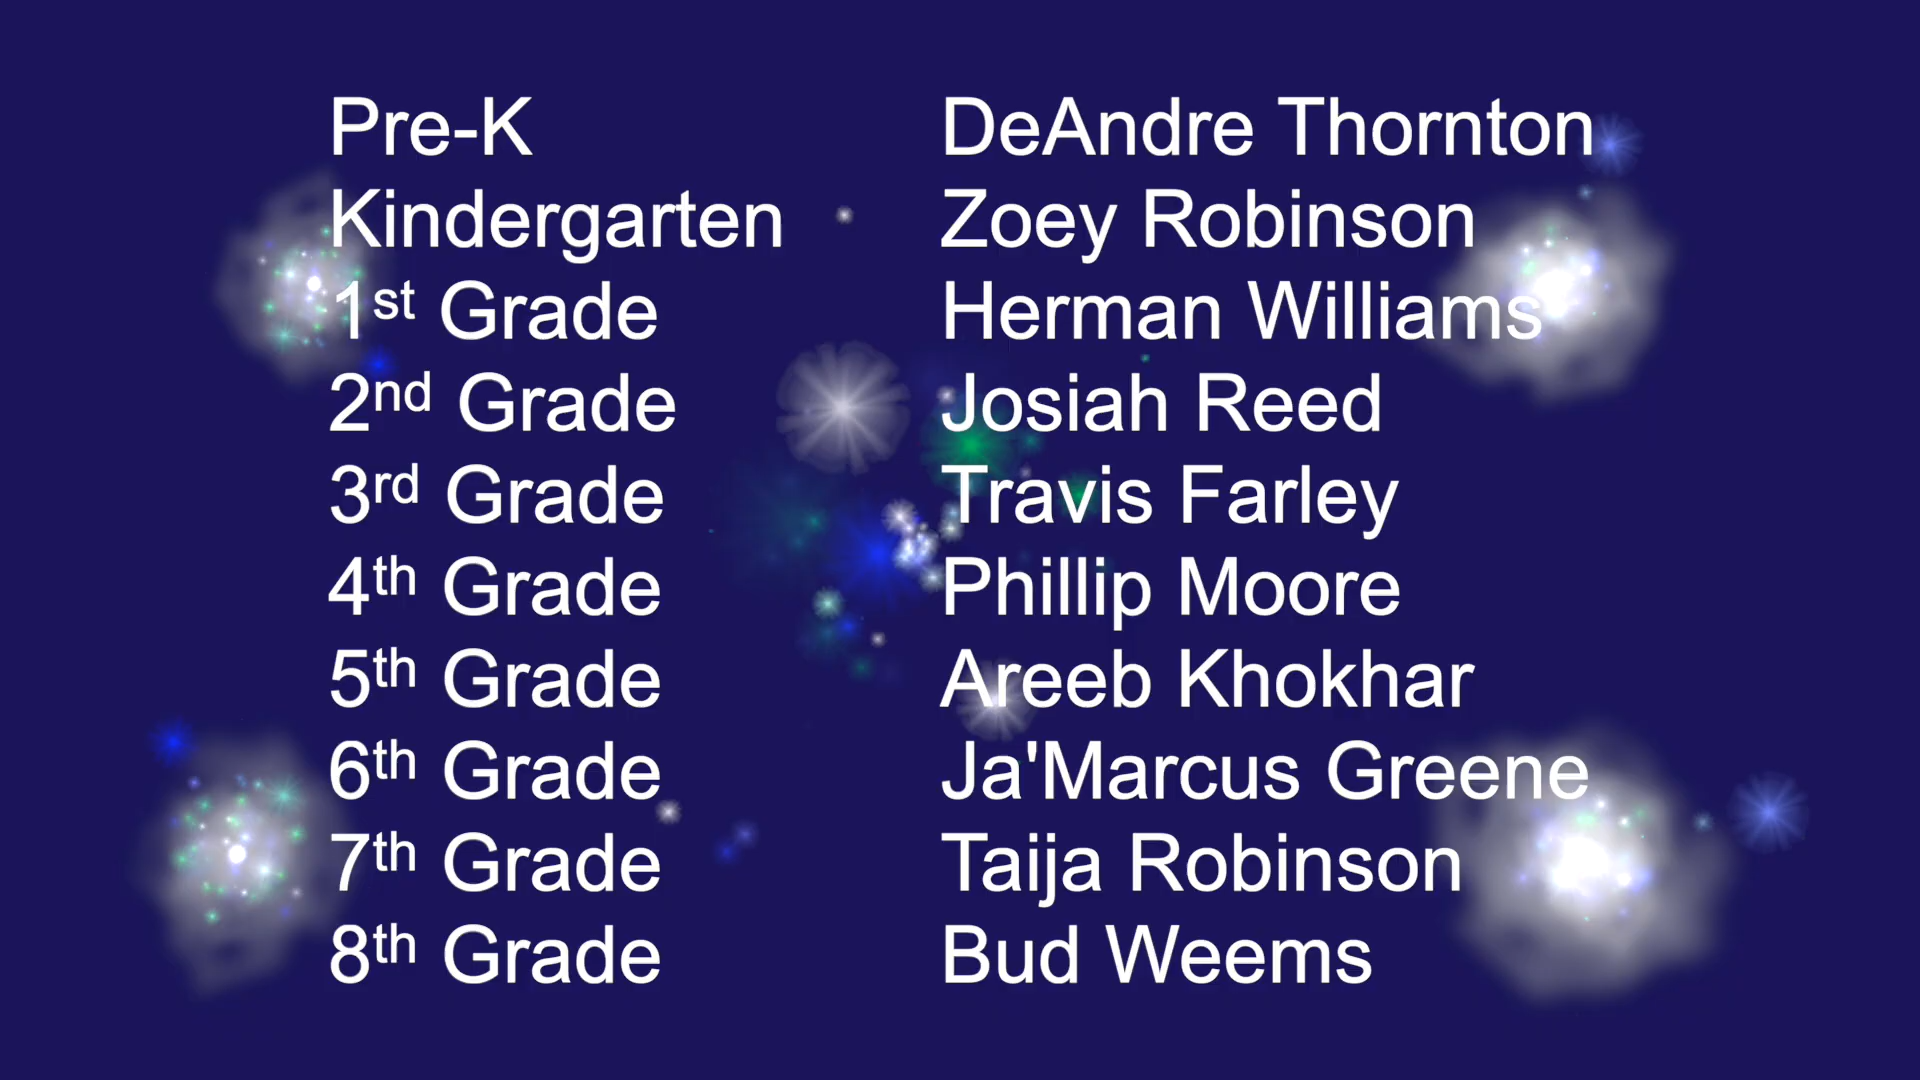 Pre-K DeAndre Thornton
Kindergarten Zoey Robinson
1st Grade Herman Williams
2nd Grade Josiah Reed
3rd Grade Travis Farley
4th Grade Phillip Moore
5th Grade Areeb Khokhar
6th Grade Ja'Marcus Greene
7th Grade Taija Robinson
8th Grade Bud Weems